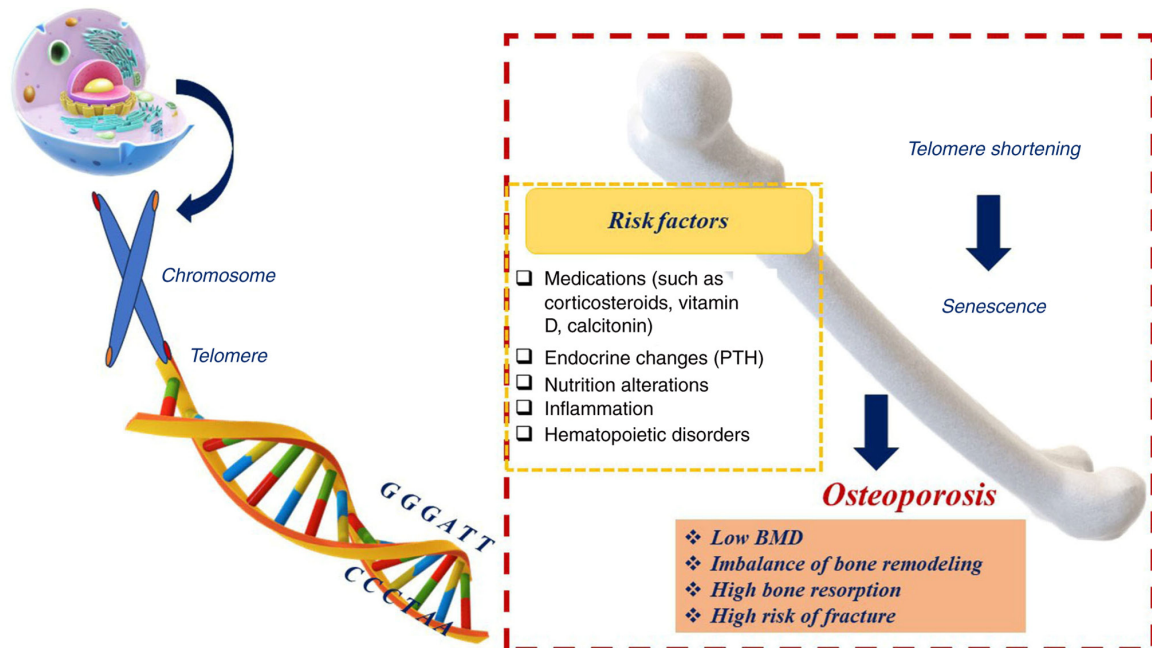 Chromosome
Telomere
GGGATT
CCCTAA
Risk factors
❑ Medications (such as
corticosteroids, vitamin
D, calcitonin)
❑ Endocrine changes (PTH)
❑ Nutrition alterations
❑ Inflammation
❑ Hematopoietic disorders
Telomere shortening
Senescence
Osteoporosis
❖ Low BMD
❖ Imbalance of bone remodeling
❖ High bone resorption
❖ High risk of fracture